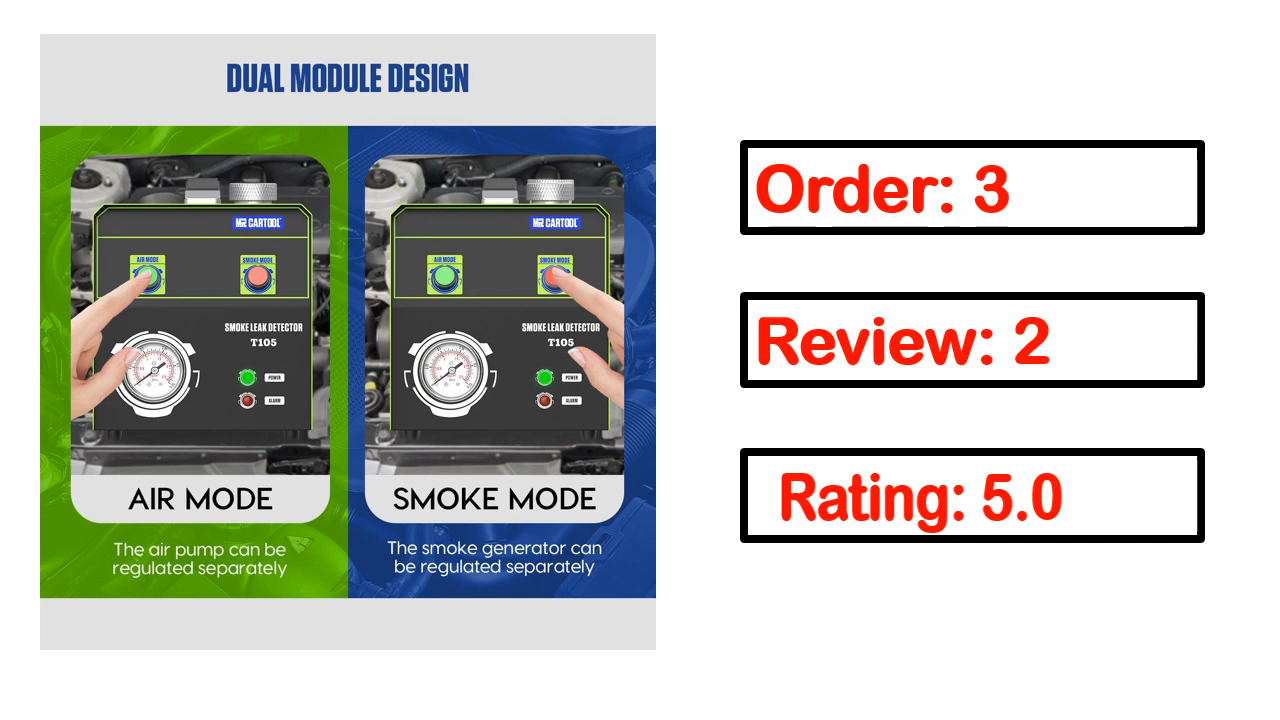 DUAL MODULE DESIGN
MR CARTOOL
AIR MODE
SMOKE MODE
SMOKE LEAK DETECTOR
T105
POWER
ALARM
AIR MODE
The air pump can be
regulated separately
MR CARTOOL
AIR MODE
SMOKE MODE
SMOKE LEAK DETECTOR
T105
POWER
ALARM
SMOKE MODE
The smoke generator can
be regulated separately
Order: 3
Review: 2
Rating: 5.0